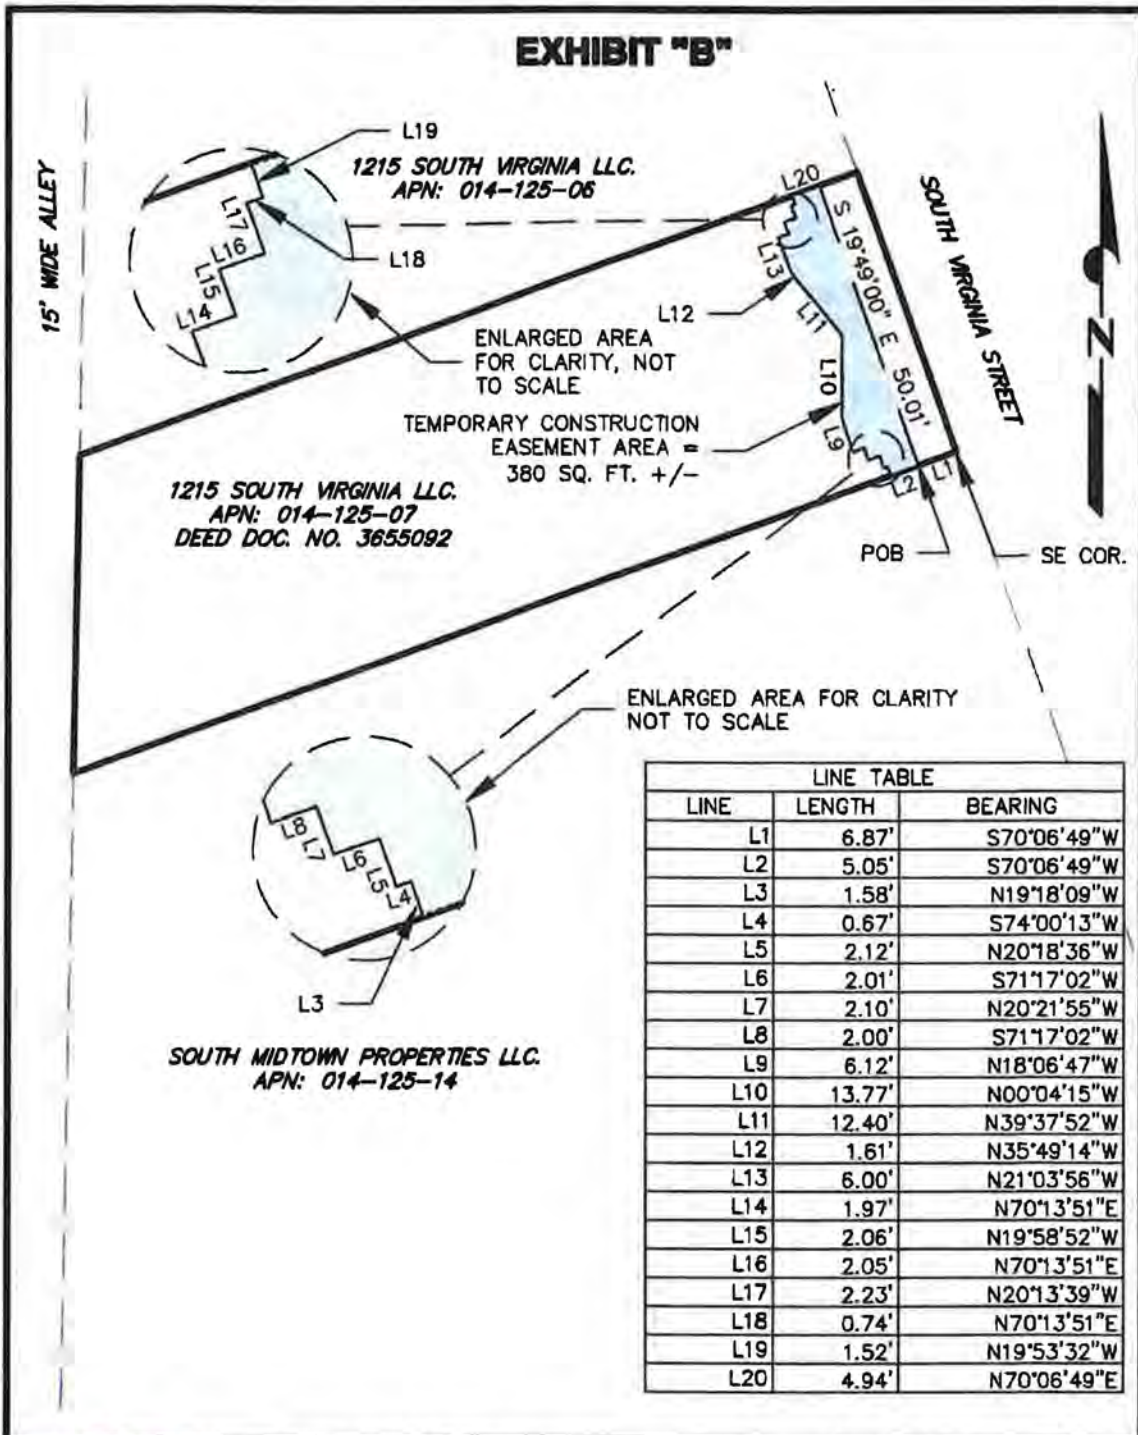 EXHIBIT "B"
L19
1215 SOUTH VIRGINIA LLC.
APN: 014-125-06
L20
15' WIDE ALLEY
L17
L16
L18
L15
L14
S 19°49'00" E 50.01'
SOUTH VIRGINIA STREET
L13
L12
L11
ENLARGED AREA
FOR CLARITY, NOT
TO SCALE
N
L10
TEMPORARY CONSTRUCTION
EASEMENT AREA =
380 SQ. FT. +/-
L9
L2
L1
1215 SOUTH VIRGINIA LLC.
APN: 014-125-07
DEED DOC. NO. 3655092
POB
SE COR.
ENLARGED AREA FOR CLARITY
NOT TO SCALE
L8
L7
L6
L5
L4
L3
SOUTH MIDTOWN PROPERTIES LLC.
APN: 014-125-14
LINE TABLE
LINE LENGTH BEARING
L1 6.87' S70°06'49"W
L2 5.05' S70°06'49"W
L3 1.58' N19°18'09"W
L4 0.67' S74°00'13"W
L5 2.12' N20°18'36"W
L6 2.01' S71°17'02"W
L7 2.10' N20°21'55"W
L8 2.00' S71°17'02"W
L9 6.12' N18°06'47"W
L10 13.77' N00°04'15"W
L11 12.40' N39°37'52"W
L12 1.61' N35°49'14"W
L13 6.00' N21°03'56"W
L14 1.97' N70°13'51"E
L15 2.06' N19°58'52"W
L16 2.05' N70°13'51"E
L17 2.23' N20°13'39"W
L18 0.74' N70°13'51"E
L19 1.52' N19°53'32"W
L20 4.94' N70°06'49"E